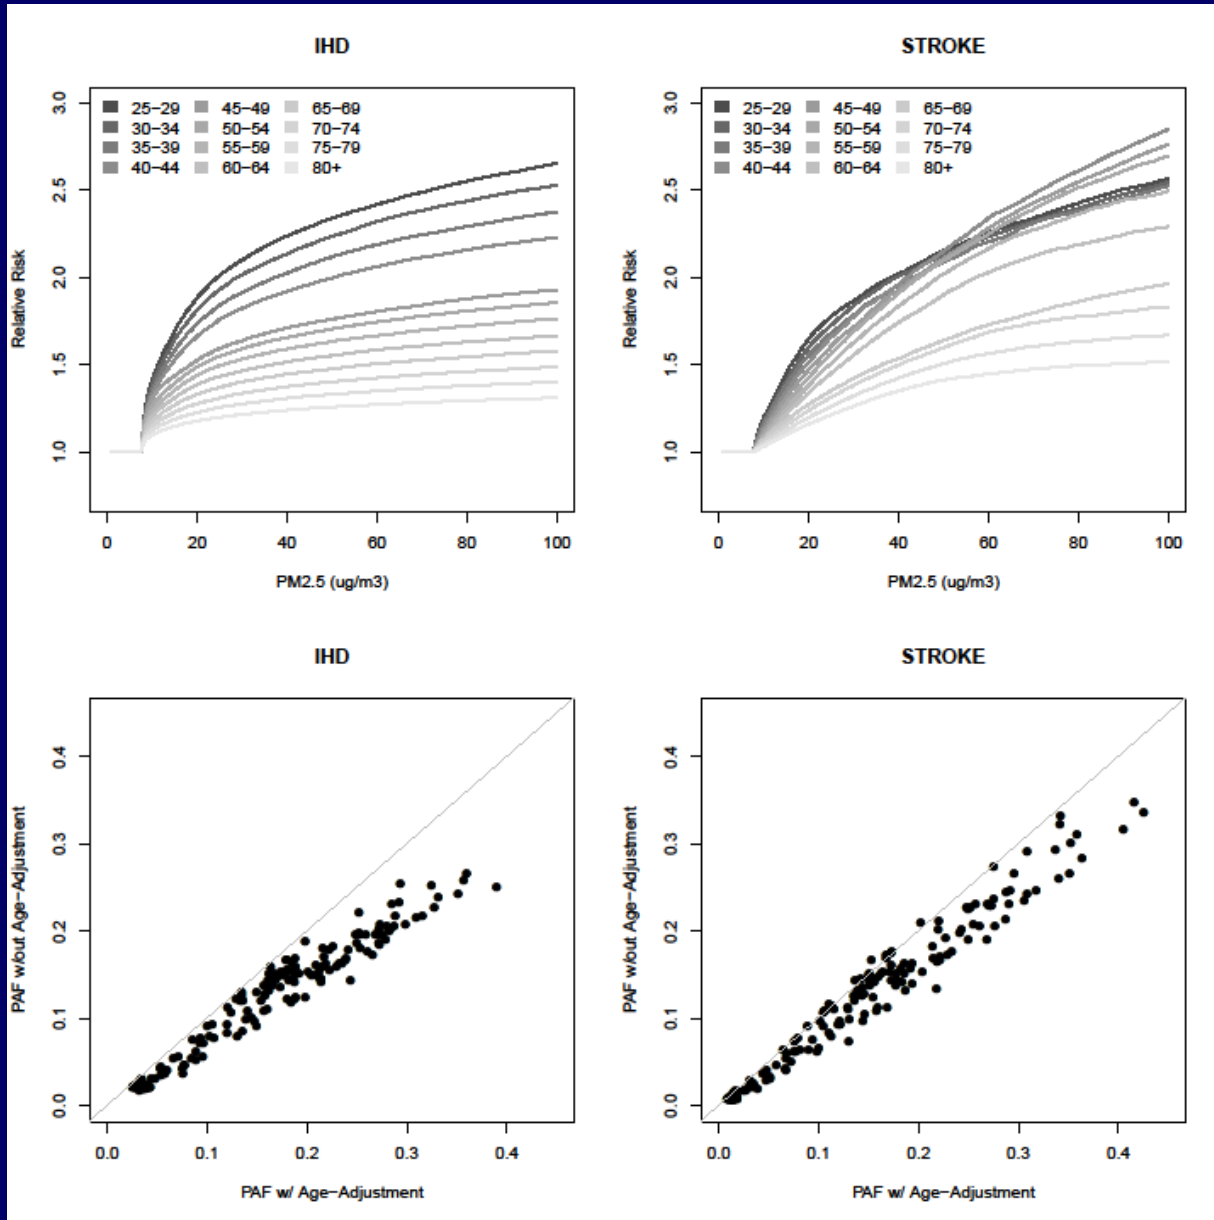 IHD
3.0
2.5
2.0
1.5
1.0
Relative Risk
25−29 45−49 65−69
30−34 50−54 70−74
35−39 55−59 75−79
40−44 60−64 80+
0 20 40 60 80 100
PM2.5 (ug/m3)
STROKE
3.0
2.5
2.0
1.5
1.0
Relative Risk
25−29 45−49 65−69
30−34 50−54 70−74
35−39 55−59 75−79
40−44 60−64 80+
0 20 40 60 80 100
PM2.5 (ug/m3)
IHD
0.4
0.3
0.2
0.1
0.0
PAF w/out Age−Adjustment
0.0 0.1 0.2 0.3 0.4
PAF w/ Age−Adjustment
STROKE
0.4
0.3
0.2
0.1
0.0
PAF w/out Age−Adjustment
0.0 0.1 0.2 0.3 0.4
PAF w/ Age−Adjustment